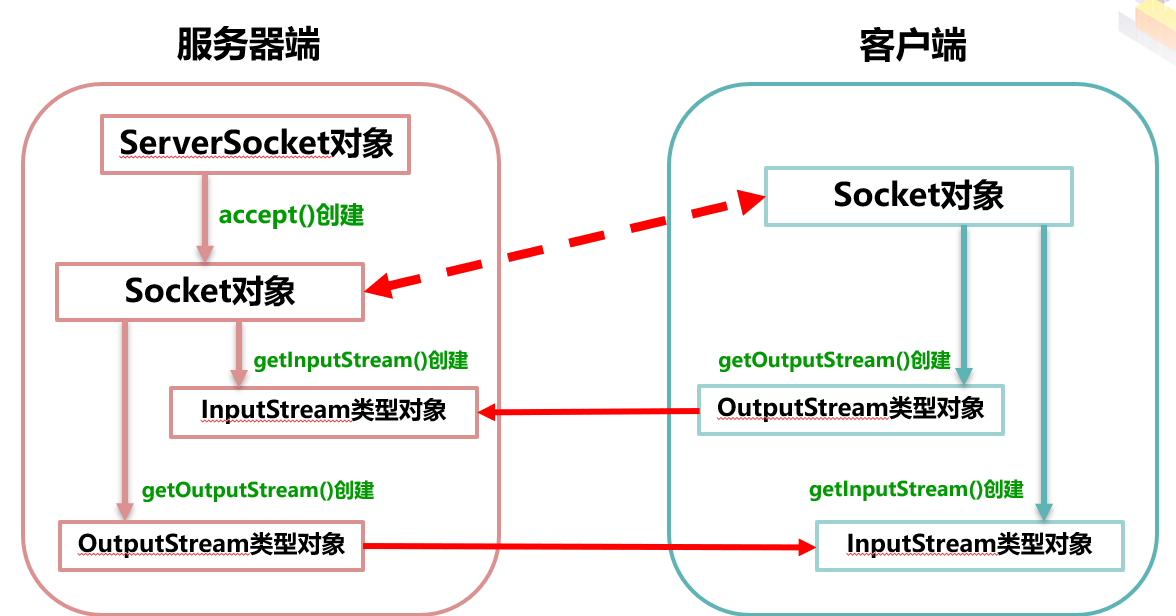 服务器端
客户端
ServerSocket对象
accept()创建
Socket对象
Socket对象
getInputStream()创建
getOutputStream()创建
InputStream类型对象
OutputStream类型对象
getOutputStream()创建
getInputStream()创建
OutputStream类型对象
InputStream类型对象